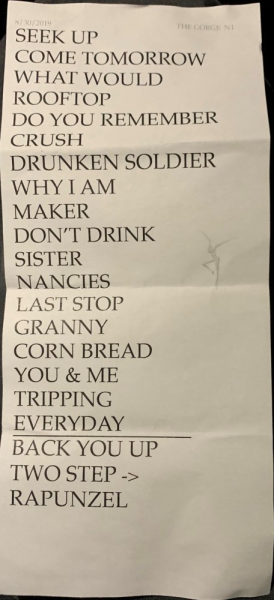 8/30/2019 THE GORGE N1
SEEK UP
COME TOMORROW
WHAT WOULD
ROOFTOP
DO YOU REMEMBER
CRUSH
DRUNKEN SOLDIER
WHY I AM
MAKER
DON'T DRINK
SISTER
NANCIES
LAST STOP
GRANNY
CORN BREAD
YOU & ME
TRIPPING
EVERYDAY
BACK YOU UP
TWO STEP ->
RAPUNZEL